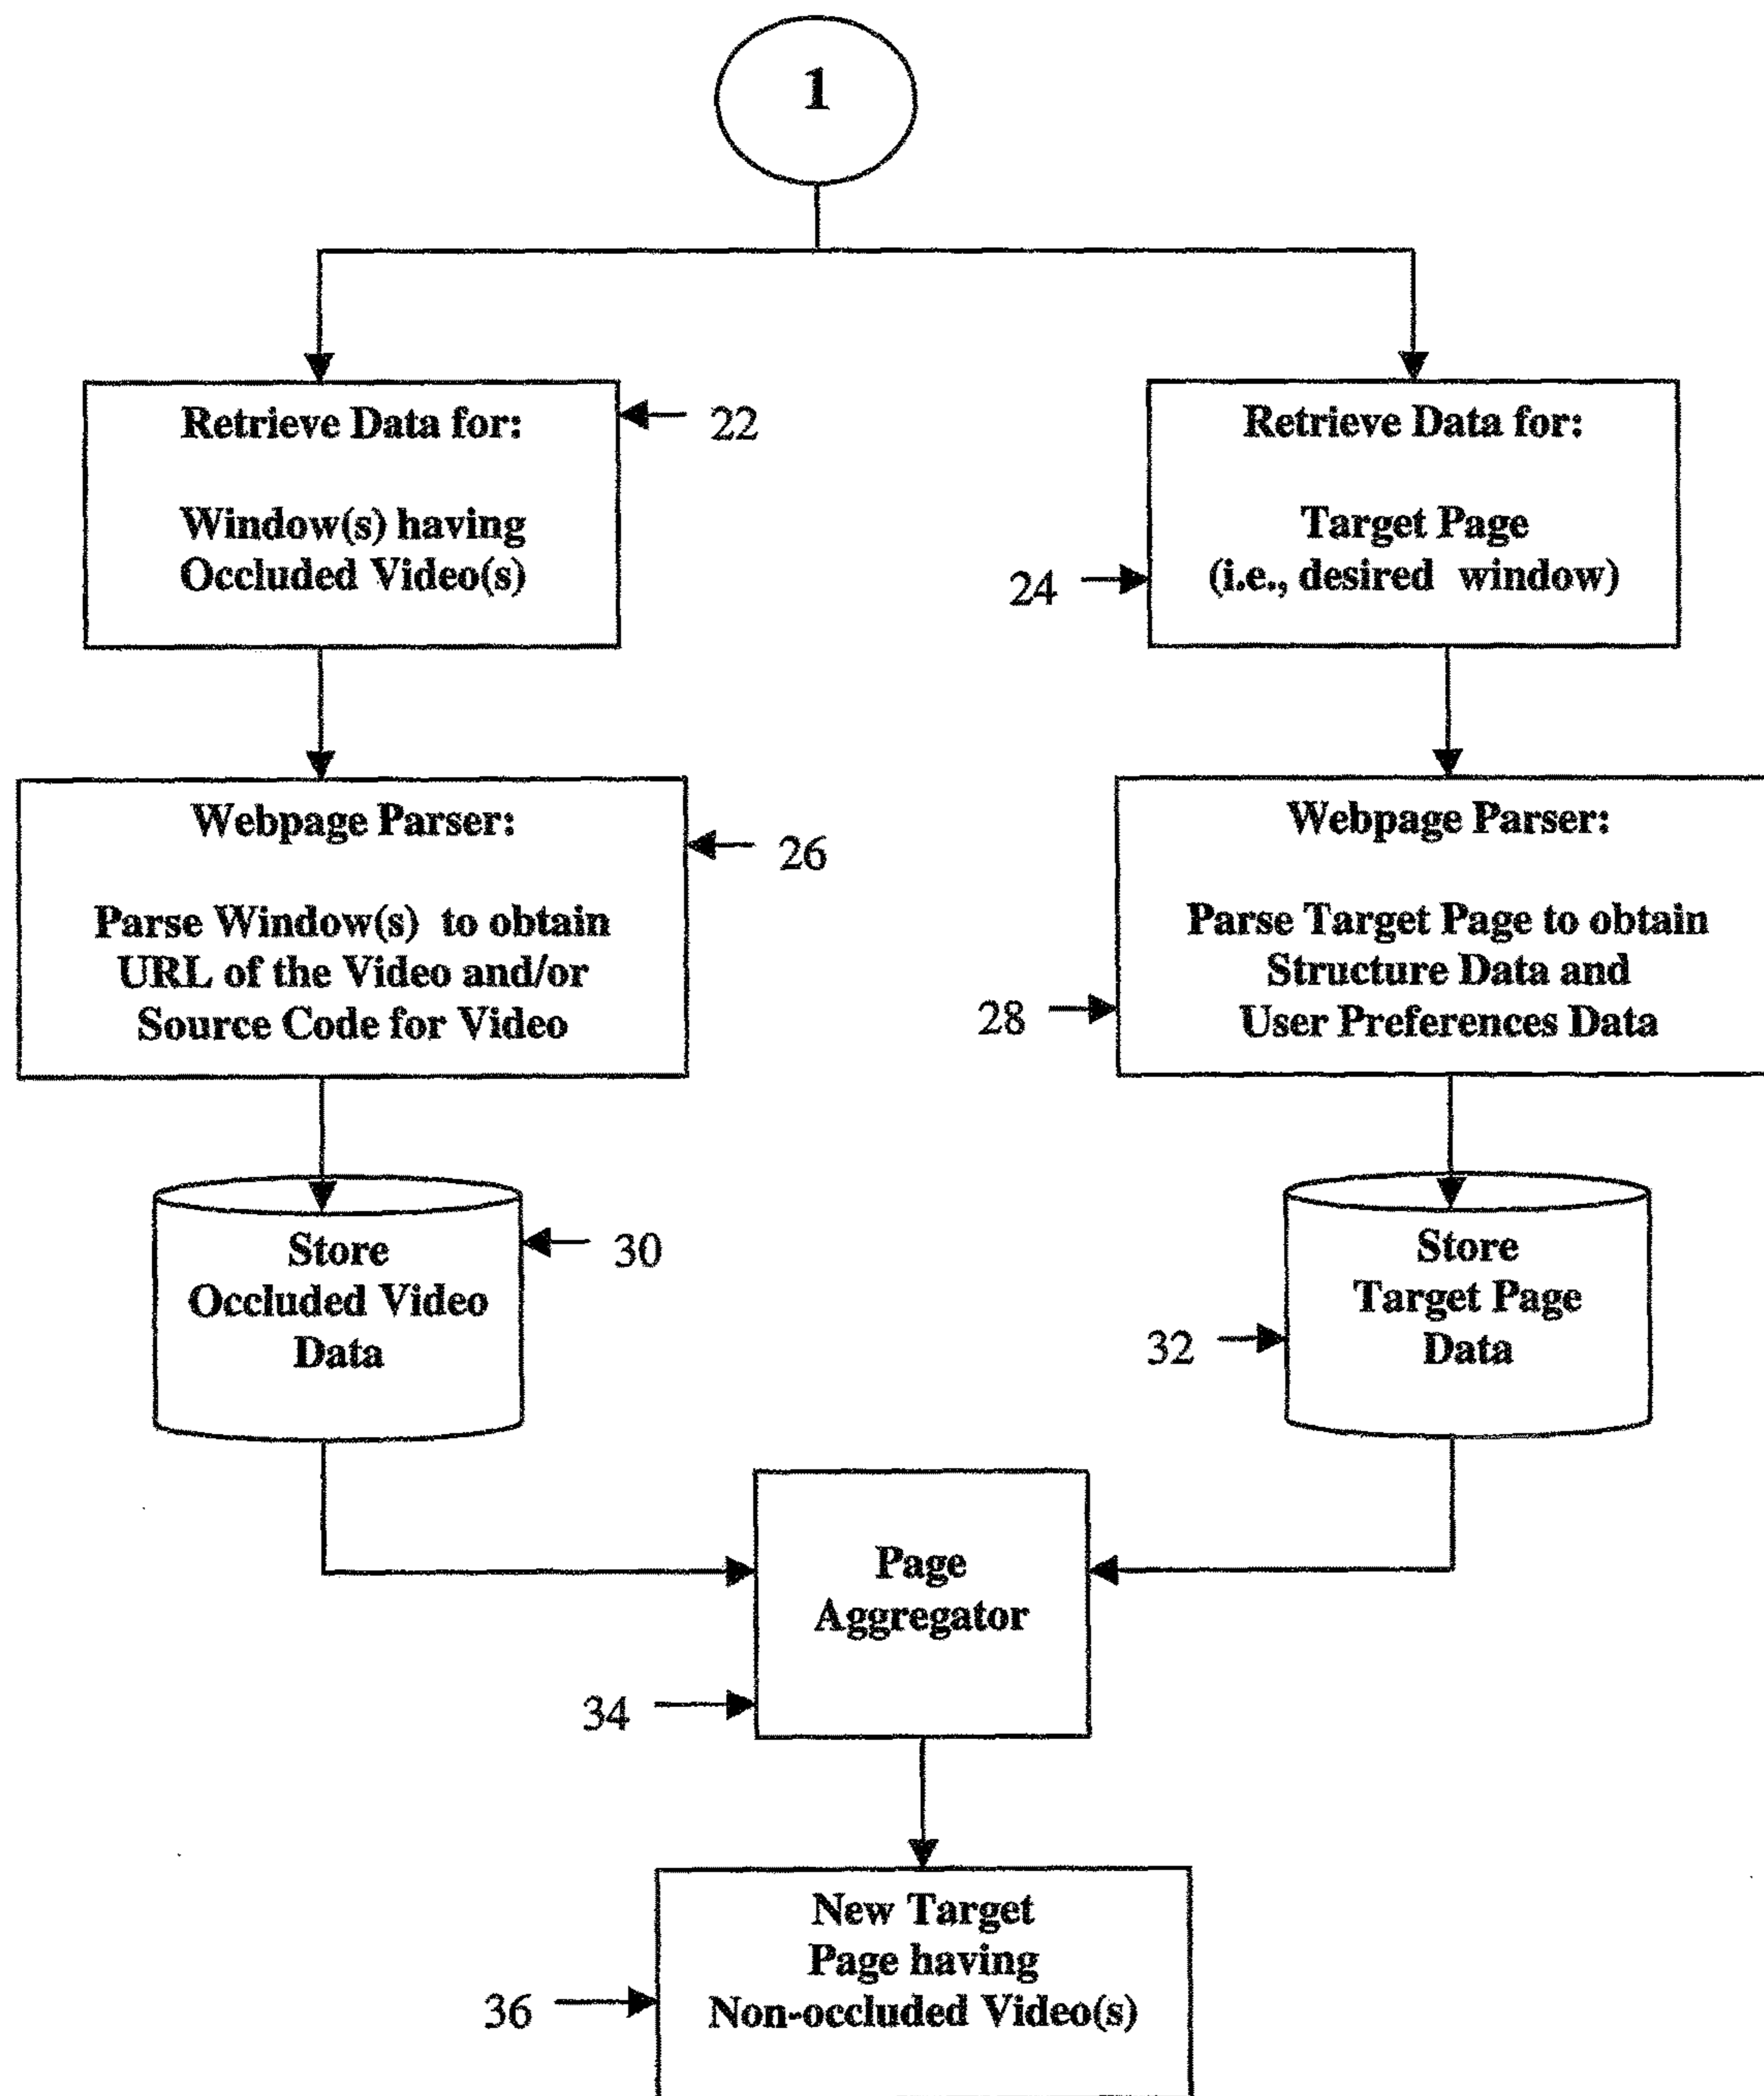 1
Retrieve Data for:
Window(s) having
Occluded Video(s)
22
Retrieve Data for:
Target Page
(i.e., desired window)
24
Webpage Parser:
Parse Window(s) to obtain
URL of the Video and/or
Source Code for Video
26
Webpage Parser:
Parse Target Page to obtain
Structure Data and
User Preferences Data
28
Store
Occluded Video
Data
30
Store
Target Page
Data
32
Page
Aggregator
34
New Target
Page having
Non-occluded Video(s)
36